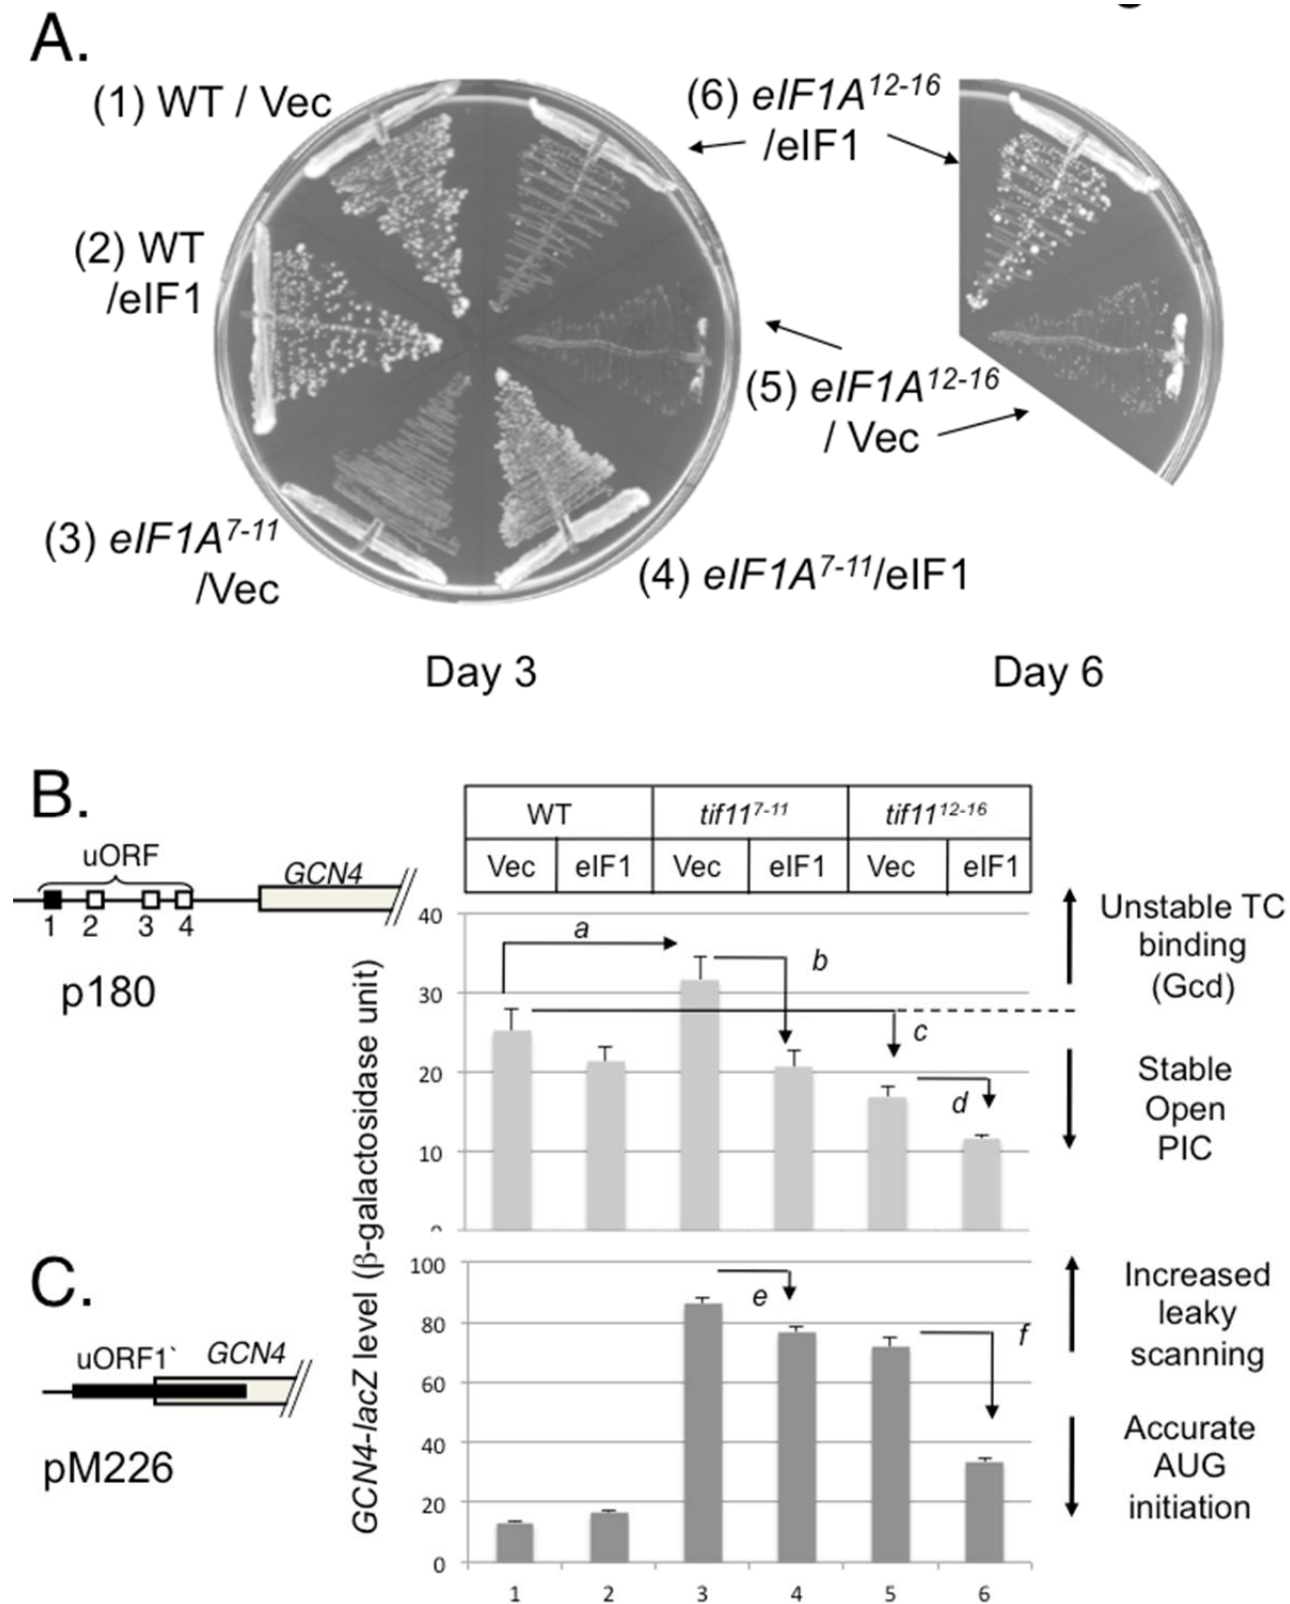 A.
(1) WT / Vec
(2) WT
/eIF1
(3) eIF1A7-11
/Vec
(4) eIF1A7-11/eIF1
(5) eIF1A12-16
/ Vec
(6) eIF1A12-16
/eIF1
Day 3
Day 6
B.
uORF
GCN4
1 2 3 4
p180
WT tif117-11 tif1112-16
Vec eIF1 Vec eIF1 Vec eIF1
40
30
20
10
a
b
c
d
Unstable TC
binding
(Gcd)
Stable
Open
PIC
GCN4-lacZ level (β-galactosidase unit)
C.
uORF1` GCN4
pM226
100
80
60
40
20
0
e
f
1 2 3 4 5 6
Increased
leaky
scanning
Accurate
AUG
initiation